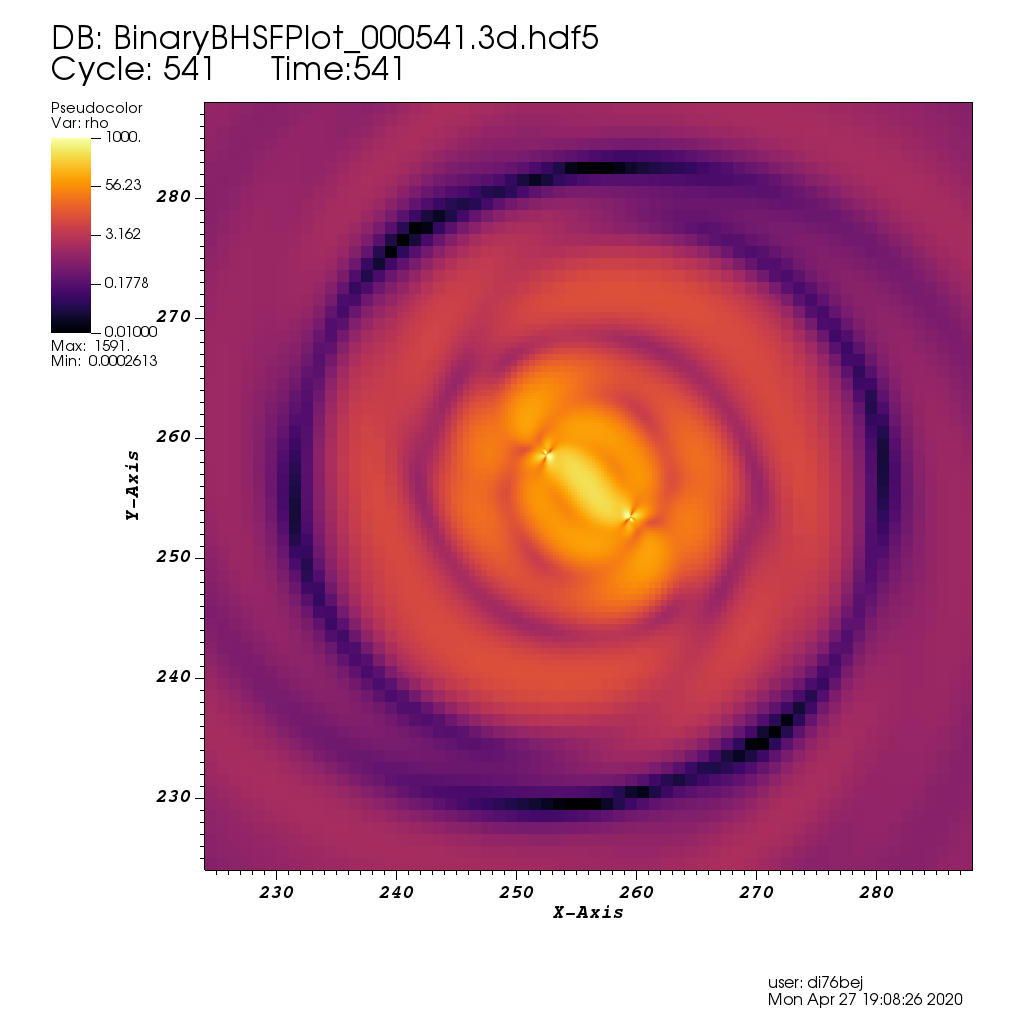 DB: BinaryBHSFPlot_000541.3d.hdf5
Cycle: 541 Time:541
Pseudocolor
Var: rho
1000.
56.23
3.162
0.1778
0.01000
Max: 1591.
Min: 0.0002613
280
270
260
250
240
230
Y-Axis
230 240 250 260 270 280
X-Axis
user: di76bej
Mon Apr 27 19:08:26 2020